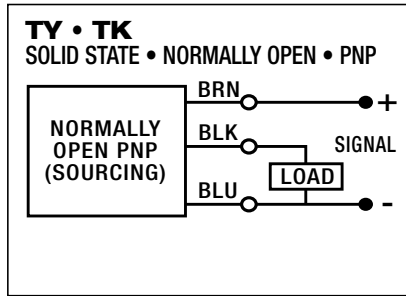 TY • TK
SOLID STATE • NORMALLY OPEN • PNP
NORMALLY
OPEN PNP
(SOURCING)
BRN
+
BLK
SIGNAL
LOAD
BLU
-